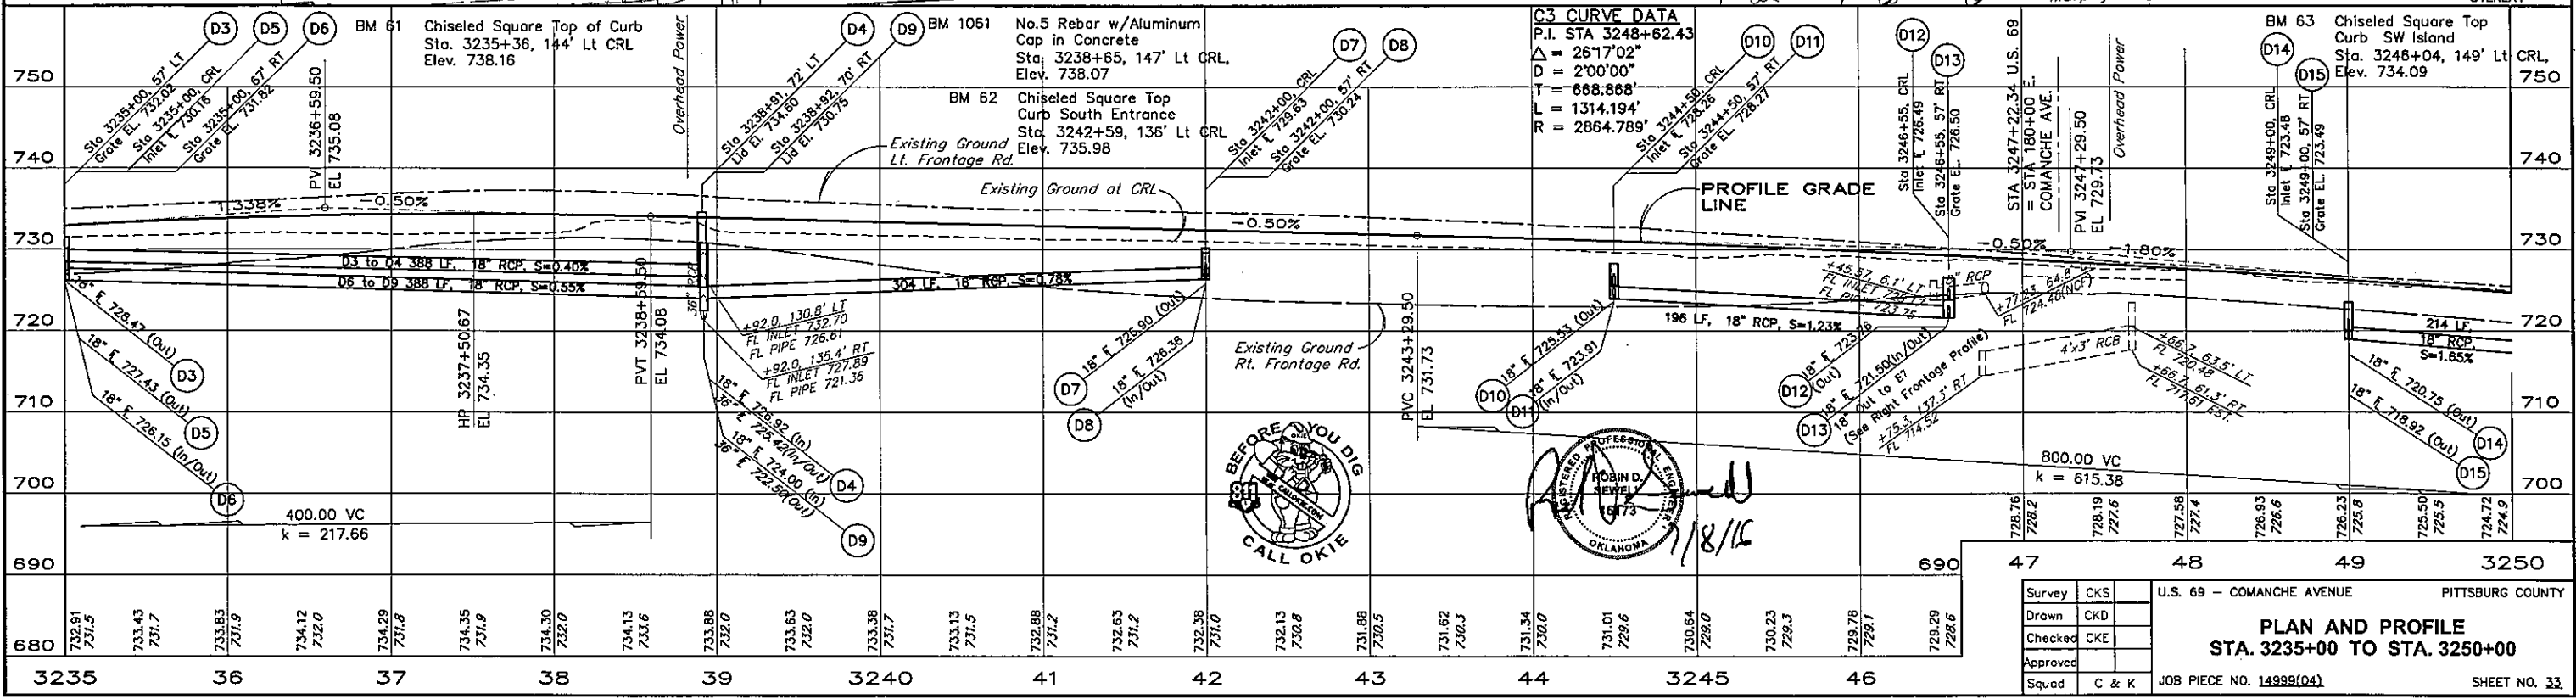 D3
D5
D6
BM 61
Chiseled Square Top of Curb
Sta. 3235+36, 144' Lt CRL
Elev. 738.16
Overhead Power
D4
D9
BM 1061
No.5 Rebar w/Aluminum
Cap in Concrete
Sta. 3238+65, 147' Lt CRL,
Elev. 738.07
BM 62
Chiseled Square Top
Curb South Entrance
Sta. 3242+59, 136' Lt CRL
Elev. 735.98
D7
D8
C3 CURVE DATA
P.I. STA 3248+62.43
Δ = 26°17'02"
D = 2°00'00"
T = 668.868'
L = 1314.194'
R = 2864.789'
D10
D11
D12
D13
STA 3247+22.34 U.S. 69
= STA 180+00
COMANCHE AVE.
Overhead Power
BM 63
Chiseled Square Top
Curb SW Island
Sta. 3246+04, 149' Lt CRL,
Elev. 734.09
D14
D15
750
750
Sta 3235+00, 57' LT
Grate EL. 732.02
Sta 3235+00, CRL
Inlet ℄ 730.16
Sta 3235+00, 67' RT
Grate EL. 731.82
PVI 3236+59.50
EL 735.08
Sta 3238+91, 72' LT
Lid El. 734.60
Sta 3238+92, 70' RT
Lid El. 730.75
Sta 3242+00, CRL
Inlet ℄ 729.63
Sta 3242+00, 57' RT
Grate EL. 730.24
Sta 3244+50, CRL
Inlet ℄ 728.26
Sta 3244+50, 57' RT
Grate EL. 728.27
Sta 3246+55, CRL
Inlet ℄ 726.49
Sta 3246+55, 57' RT
Grate EL. 726.50
PVI 3247+29.50
EL 729.73
Sta 3249+00, CRL
Inlet ℄ 723.48
Sta 3249+00, 57' RT
Grate EL 723.49
740
740
Existing Ground
Lt. Frontage Rd.
Existing Ground at CRL
PROFILE GRADE
LINE
1.338%
-0.50%
-0.50%
-0.50%
-1.80%
730
730
D3 to D4 388 LF, 18" RCP, S=0.40%
D6 to D9 388 LF, 18" RCP, S=0.55%
36" RCP
304 LF, 18" RCP, S=0.78%
196 LF, 18" RCP, S=1.23%
214 LF,
18" RCP,
S=1.65%
PVT 3238+59.50
EL 734.08
HP 3237+50.67
EL 734.35
+92.0, 130.8' LT
FL INLET 732.70
FL PIPE 726.61
+92.0, 135.4' RT
FL INLET 727.89
FL PIPE 721.36
PVC 3243+29.50
EL 731.73
+45.57, 6.1' LT
FL PIPE 723.75
FL 724.40(NCF)
4'x3' RCB
+66.7, 63.5' LT
FL 720.48
+66.7, 61.3' RT
FL 717.61 EST.
+75.3, 137.3' RT
FL 714.52
720
720
Existing Ground
Rt. Frontage Rd.
18" ℄ 728.47 (Out)
D3
18" ℄ 727.43 (Out)
D5
18" ℄ 726.15 (In/Out)
D6
18" ℄ 726.92 (In)
36" ℄ 725.42(In/Out)
D4
18" ℄ 724.00 (In)
36" ℄ 722.50(Out)
D9
18" ℄ 726.90 (Out)
D7
18" ℄ 726.36
(In/Out)
D8
18" ℄ 725.53 (Out)
D10
18" ℄ 723.91
(In/Out)
D11
18" ℄ 723.76
(Out)
D12
18" ℄ 721.50(In/Out)
18" Out to E7
(See Right Frontage Profile)
D13
18" ℄ 720.75 (Out)
D14
18" ℄ 718.92 (Out)
D15
710
710
700
700
400.00 VC
k = 217.66
800.00 VC
k = 615.38
BEFORE YOU DIG
OKIE
811
CALL OKIE
REGISTERED PROFESSIONAL ENGINEER
ROBIN D.
SEWELL
16173
OKLAHOMA
7/8/16
690
690
680
732.91 733.43 733.83 734.12 734.29 734.35 734.30 734.13 733.88 733.63 733.38 733.13 732.88 732.63 732.38 732.13 731.88 731.62 731.34 731.01 730.64 730.23 729.78 729.29
731.5 731.7 731.9 732.0 731.8 731.9 732.0 733.6 732.0 732.0 731.7 731.5 731.2 731.2 731.0 730.8 730.5 730.3 730.0 729.6 729.0 729.3 729.1 728.6
728.76 728.19 727.58 726.93 726.23 725.50 724.72
728.2 727.6 727.4 726.6 725.8 725.5 724.9
47 48 49 3250
3235 36 37 38 39 3240 41 42 43 44 3245 46
Survey CKS
Drawn CKD
Checked CKE
Approved
Squad C & K
U.S. 69 – COMANCHE AVENUE
PITTSBURG COUNTY
PLAN AND PROFILE
STA. 3235+00 TO STA. 3250+00
JOB PIECE NO. 14999(04)
SHEET NO. 33